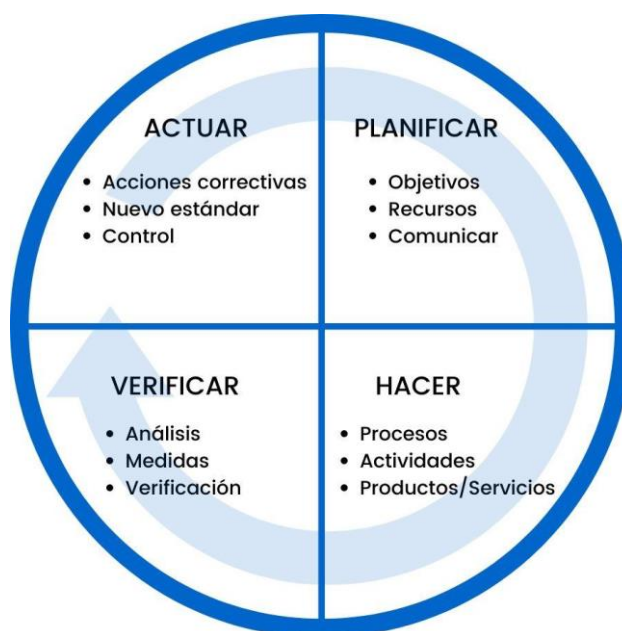 ACTUAR
• Acciones correctivas
• Nuevo estándar
• Control
PLANIFICAR
• Objetivos
• Recursos
• Comunicar
VERIFICAR
• Análisis
• Medidas
• Verificación
HACER
• Procesos
• Actividades
• Productos/Servicios